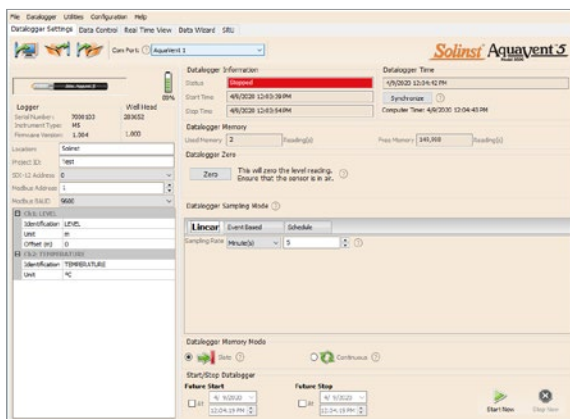 File Datalogger Utilities Configuration Help
Datalogger Settings Data Control Real Time View Data Wizard SRU
Com Port: AquaVent 1
Solinst Aquavent 5
89%
Logger Well Head
Serial Number:
Instrument Type: M5
Firmware Version: 1.004 1.000
Location: Solinst
Project ID: Test
SDI-12 Address 0
Modbus Address 1
Modbus BAUD 9600
Ch1: LEVEL
Identification LEVEL
Unit m
Offset (m) 0
Ch2: TEMPERATURE
Identification TEMPERATURE
Unit °C
Datalogger Information
Status Stopped
Start Time 4/9/2020 12:03:39 PM
Stop Time 4/9/2020 12:03:54 PM
Datalogger Time
4/9/2020 12:04:42 PM
Synchronize
Computer Time: 4/9/2020 12:04:43 PM
Datalogger Memory
Used Memory 2 Reading(s) Free Memory Reading(s)
Datalogger Zero
Zero
This will zero the level reading.
Ensure that the sensor is in air.
Datalogger Sampling Mode
Linear Event Based Schedule
Sampling Rate Minute(s) 5
Datalogger Memory Mode
Slate Continuous
Start/Stop Datalogger
Future Start Future Stop
At 4/ 9/2020 At 4/ 9/2020
12:04:19 PM 12:04:19 PM
Start Now Stop Now